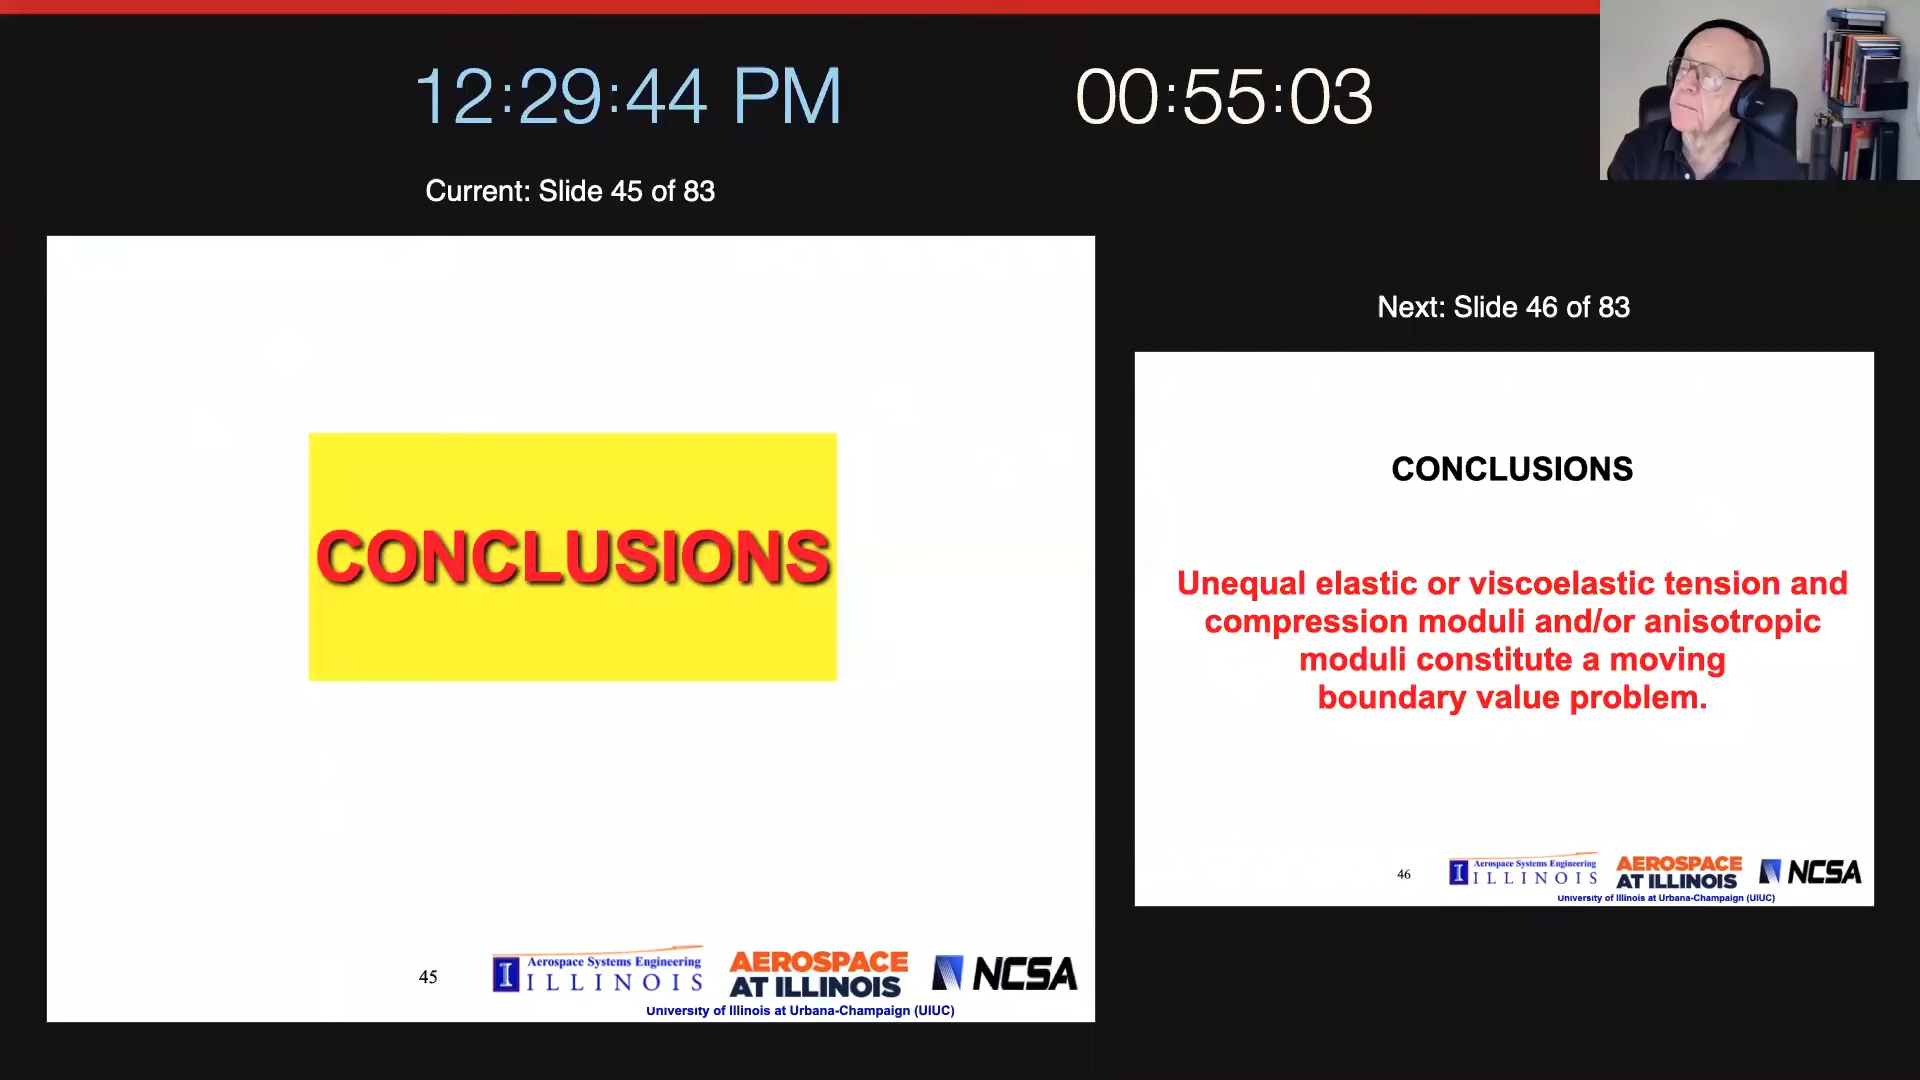 12:29:44 PM
00:55:03
Current: Slide 45 of 83
CONCLUSIONS
45
I
Aerospace Systems Engineering
ILLINOIS
AEROSPACE
AT ILLINOIS
NCSA
University of Illinois at Urbana-Champaign (UIUC)
Next: Slide 46 of 83
CONCLUSIONS
Unequal elastic or viscoelastic tension and
compression moduli and/or anisotropic
moduli constitute a moving
boundary value problem.
46
I
Aerospace Systems Engineering
ILLINOIS
AEROSPACE
AT ILLINOIS
NCSA
University of Illinois at Urbana-Champaign (UIUC)